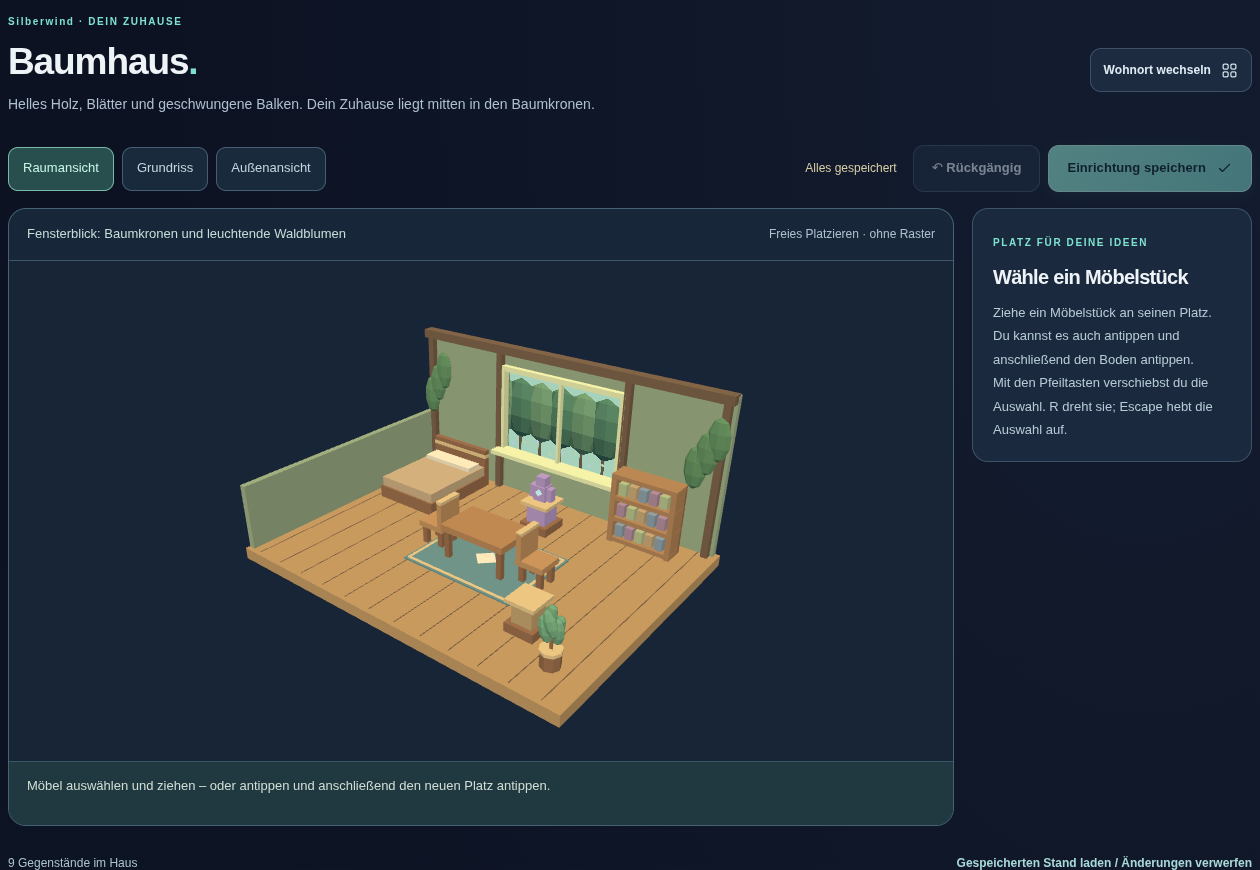 Silberwind · DEIN ZUHAUSE
Baumhaus.
Wohnort wechseln
Helles Holz, Blätter und geschwungene Balken. Dein Zuhause liegt mitten in den Baumkronen.
Raumansicht
Grundriss
Außenansicht
Alles gespeichert
↶ Rückgängig
Einrichtung speichern
Fensterblick: Baumkronen und leuchtende Waldblumen
Freies Platzieren · ohne Raster
PLATZ FÜR DEINE IDEEN
Wähle ein Möbelstück
Ziehe ein Möbelstück an seinen Platz.
Du kannst es auch antippen und
anschließend den Boden antippen.
Mit den Pfeiltasten verschiebst du die
Auswahl. R dreht sie; Escape hebt die
Auswahl auf.
Möbel auswählen und ziehen – oder antippen und anschließend den neuen Platz antippen.
9 Gegenstände im Haus
Gespeicherten Stand laden / Änderungen verwerfen